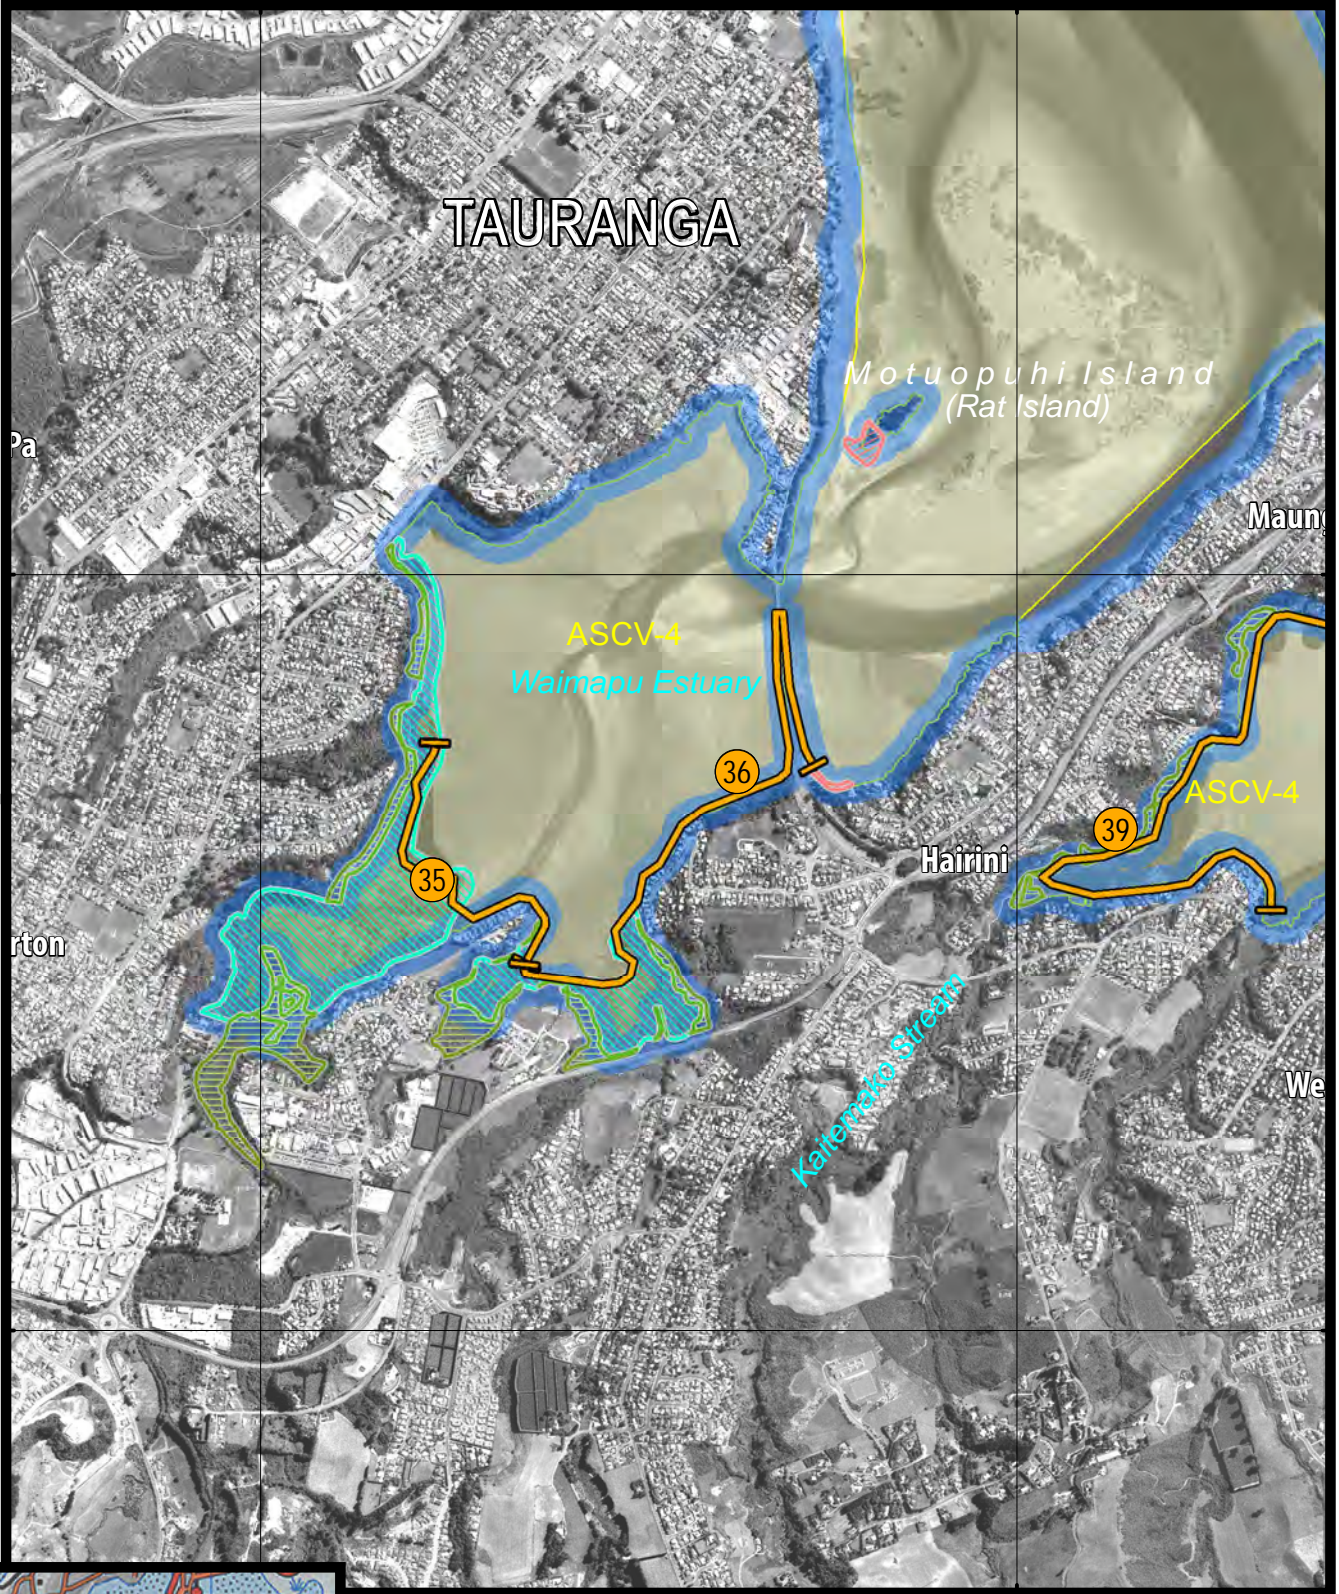 TAURANGA
Motuopuhi Island
(Rat Island)
Pa
Maung
ASCV-4
Waimapu Estuary
36
ASCV-4
39
Hairini
35
rton
Kaitemako Stream
We